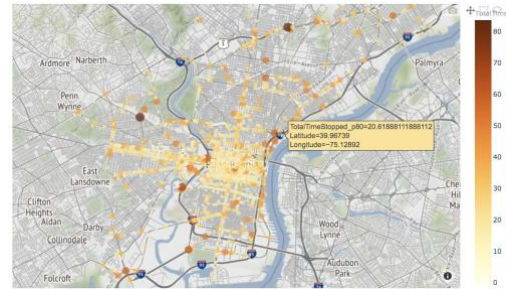 TotalTime
Ardmore
Narberth
Palmyra
Penn
Wynne
TotalTimeStopped_p80=20.61888111888112
Latitude=39.96739
Longitude=−75.12892
East
Lansdowne
Clifton
Heights
Aldan
Darby
Collingdale
Wood
Lynne
Audubon
Park
Folcroft
80
70
60
50
40
30
20
10
0